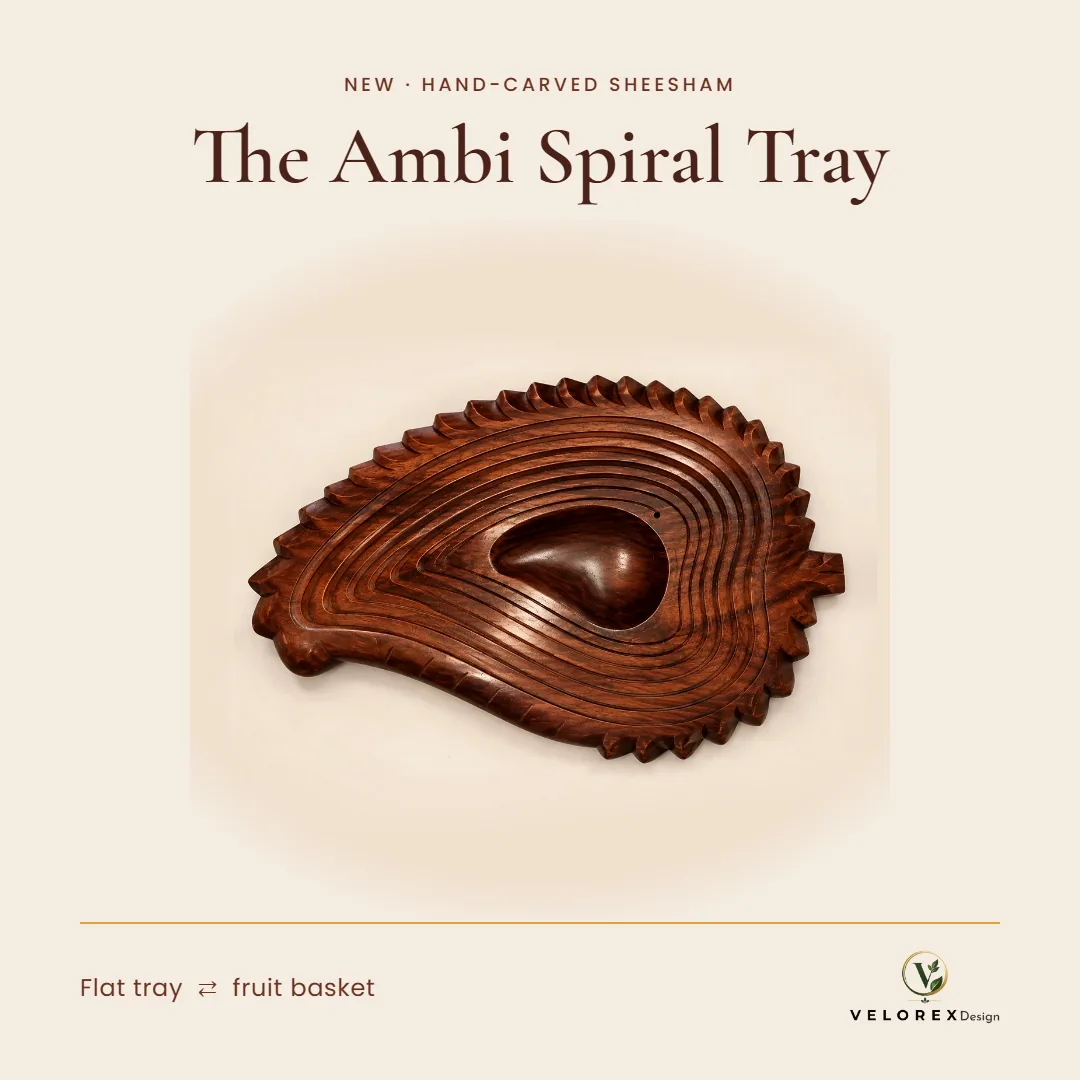 NEW · HAND-CARVED SHEESHAM
The Ambi Spiral Tray
Flat tray ⇄ fruit basket
V
VELOREX Design